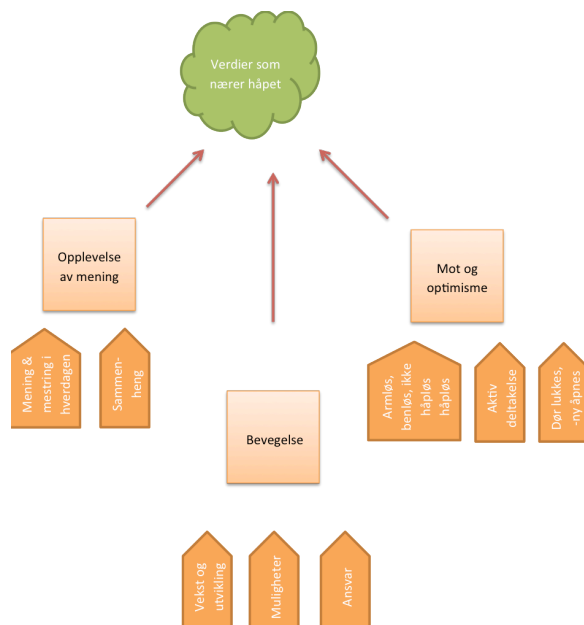 Verdier som
nærer håpet
Opplevelse
av mening
Mot og
optimisme
Mening &
mestring i
hverdagen
Sammen-
heng
Armløs,
benløs, ikke
håpløs
håpløs
Aktiv
deltakelse
Dør lukkes,
-ny åpnes
Bevegelse
Vekst og
utvikling
Muligheter
Ansvar